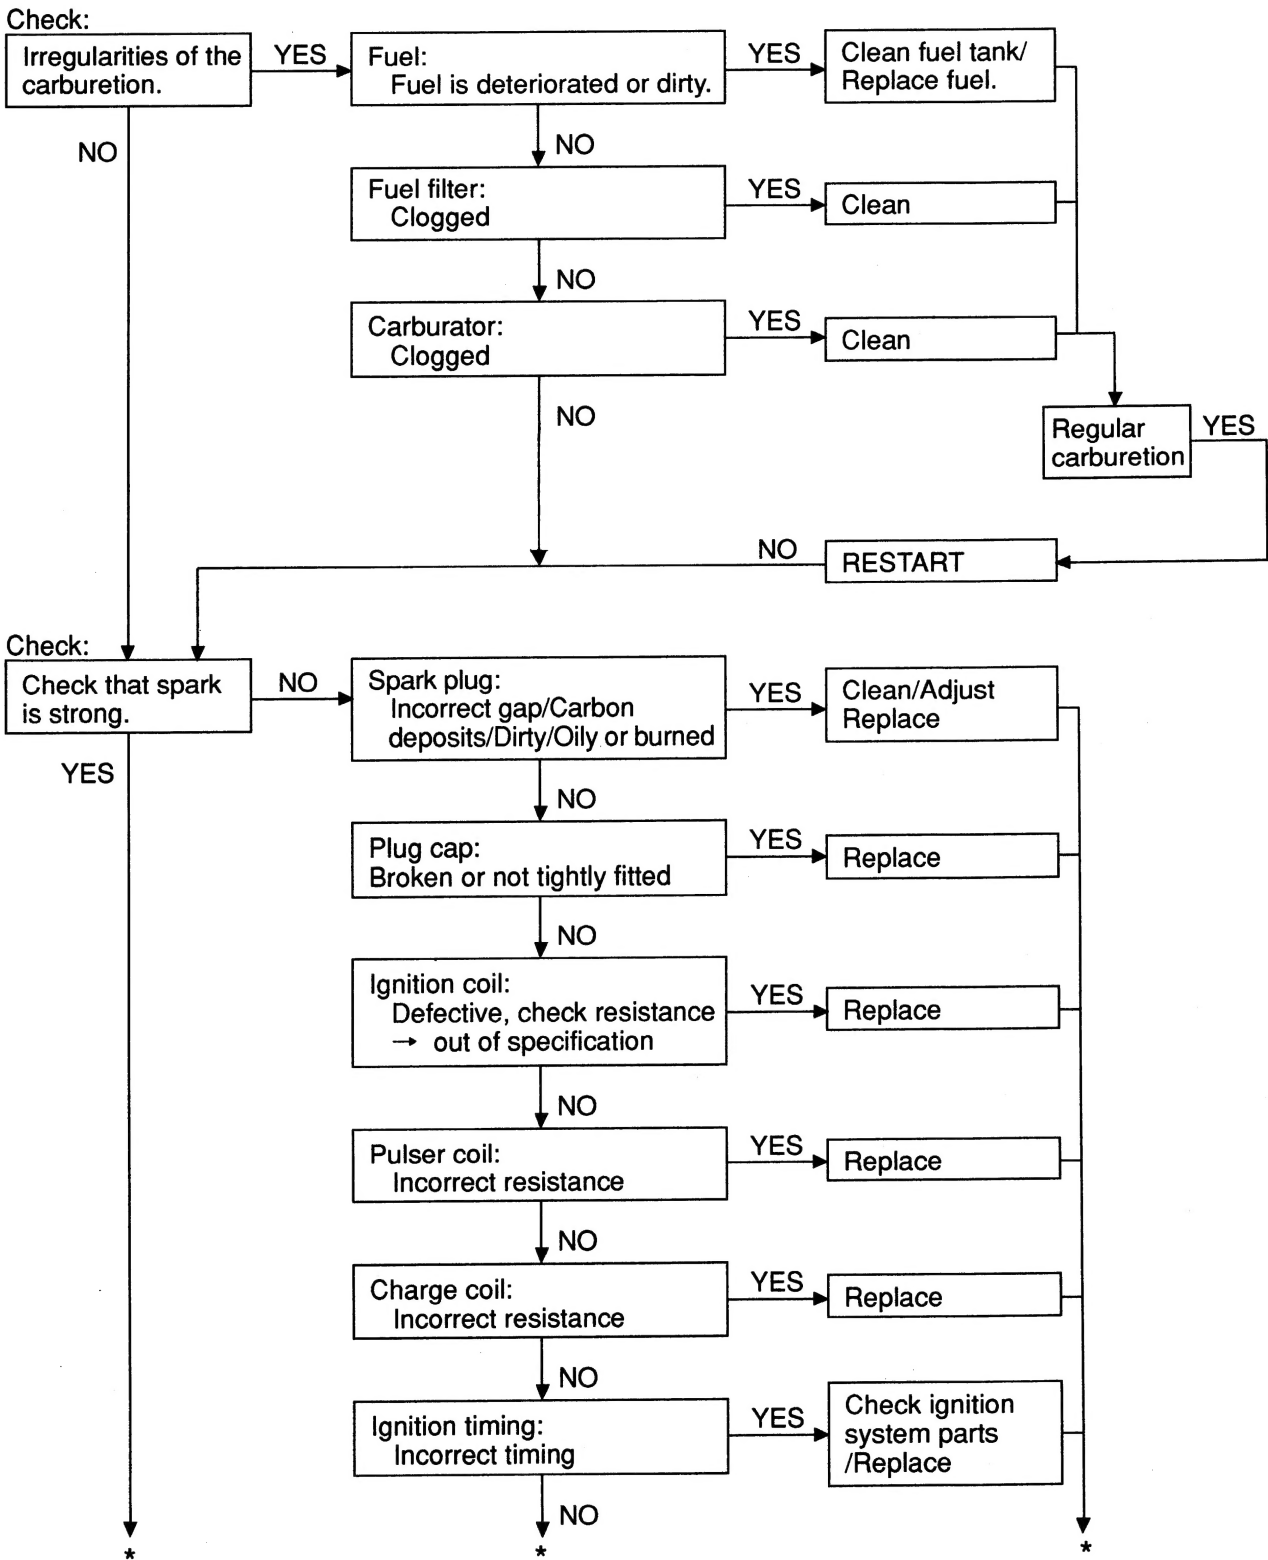 Check:
Irregularities of the
carburetion.
YES
Fuel:
Fuel is deteriorated or dirty.
YES
Clean fuel tank/
Replace fuel.
NO
NO
Fuel filter:
Clogged
YES
Clean
NO
Carburator:
Clogged
YES
Clean
NO
Regular
carburetion
YES
NO
RESTART
Check:
Check that spark
is strong.
NO
Spark plug:
Incorrect gap/Carbon
deposits/Dirty/Oily or burned
YES
Clean/Adjust
Replace
YES
NO
Plug cap:
Broken or not tightly fitted
YES
Replace
NO
Ignition coil:
Defective, check resistance
→ out of specification
YES
Replace
NO
Pulser coil:
Incorrect resistance
YES
Replace
NO
Charge coil:
Incorrect resistance
YES
Replace
NO
Ignition timing:
Incorrect timing
YES
Check ignition
system parts
/Replace
NO
*
*
*